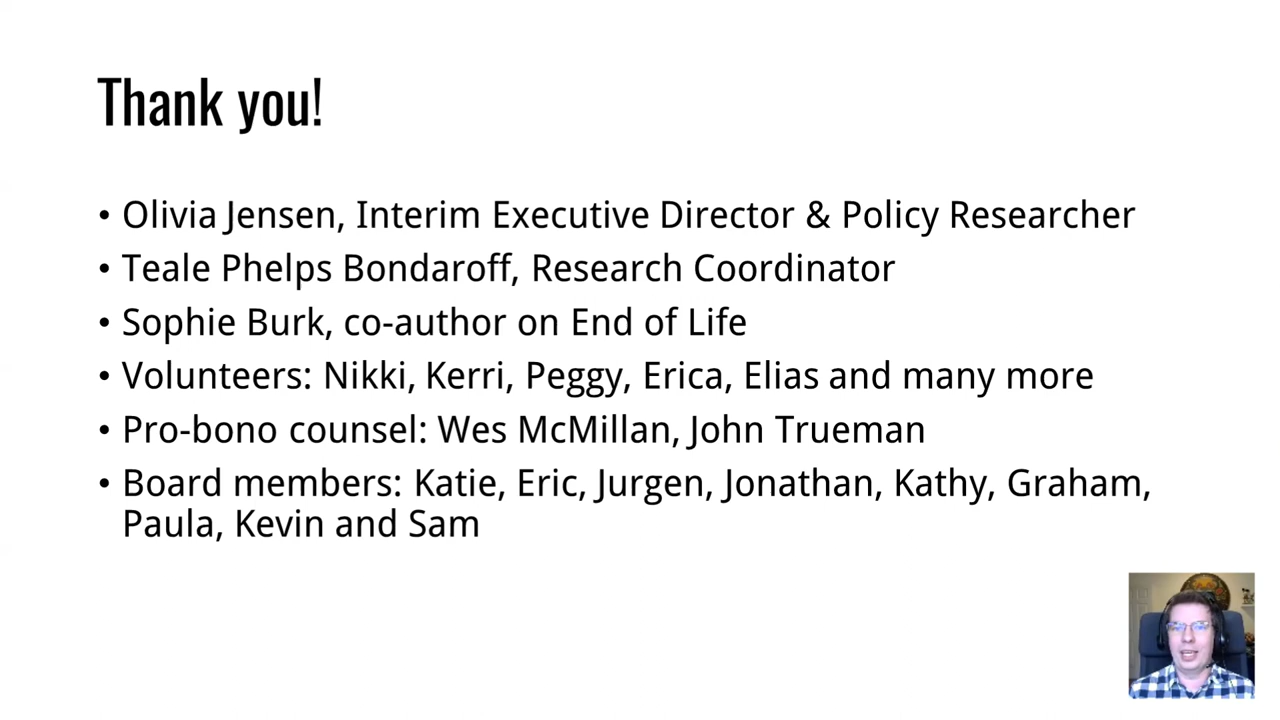 Thank you!
• Olivia Jensen, Interim Executive Director & Policy Researcher
• Teale Phelps Bondaroff, Research Coordinator
• Sophie Burk, co-author on End of Life
• Volunteers: Nikki, Kerri, Peggy, Erica, Elias and many more
• Pro-bono counsel: Wes McMillan, John Trueman
• Board members: Katie, Eric, Jurgen, Jonathan, Kathy, Graham,
Paula, Kevin and Sam